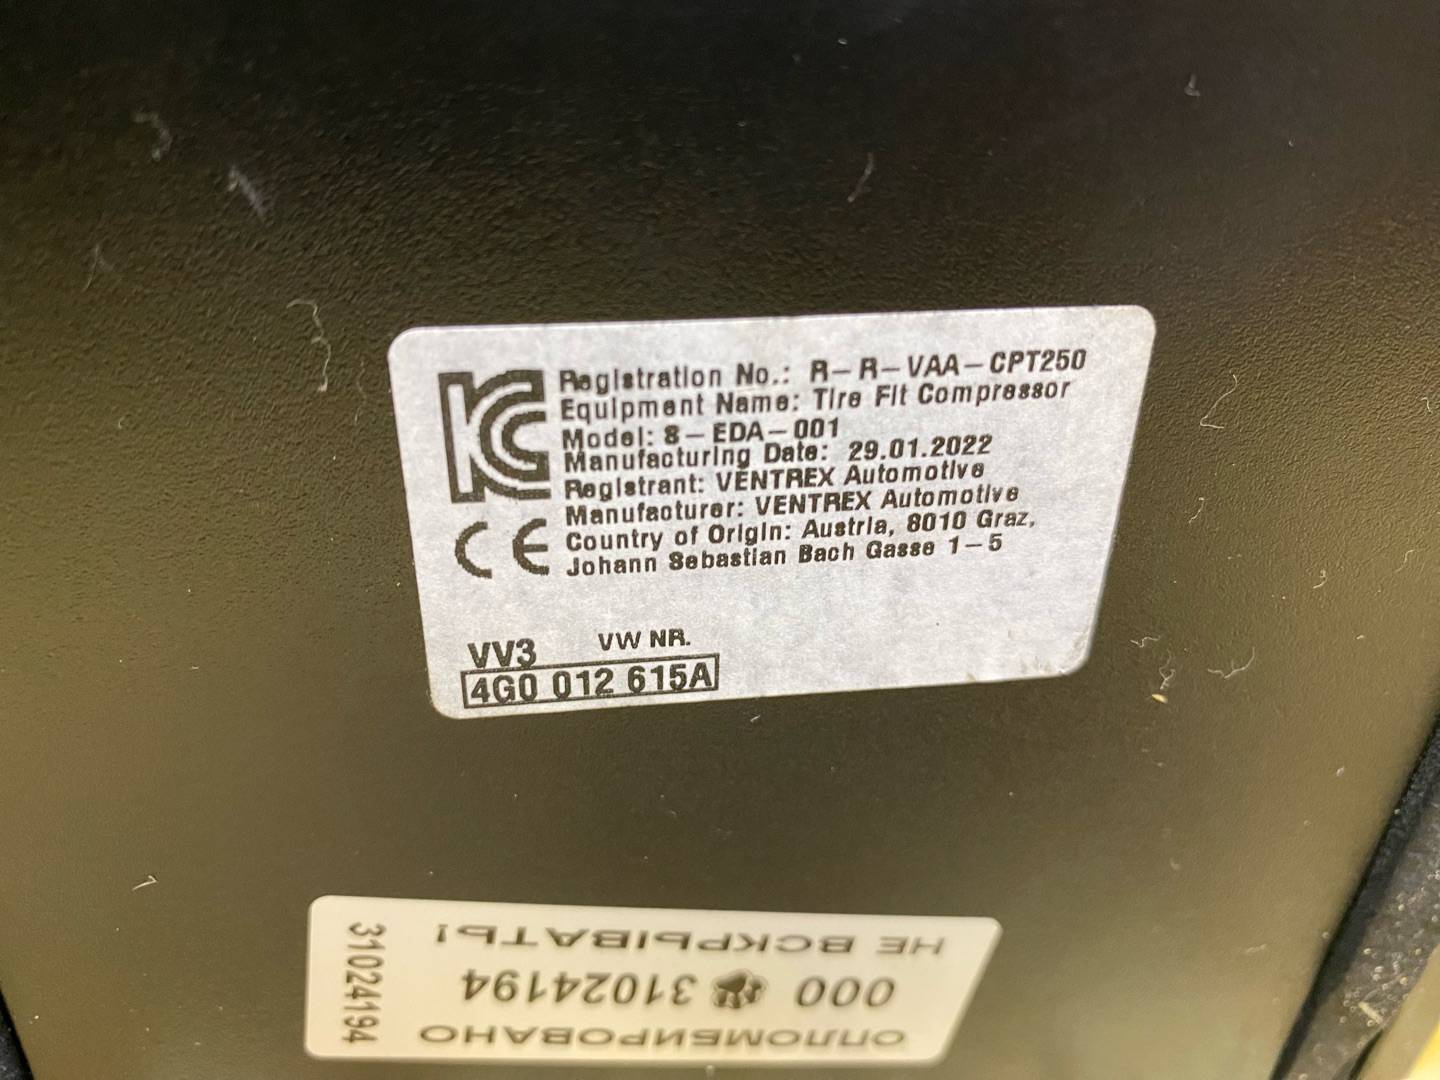 Registration No.: R-R-VAA-CPT250
Equipment Name: Tire Fit Compressor
Model: 8-EDA-001
Manufacturing Date: 29.01.2022
Registrant: VENTREX Automotive
Manufacturer: VENTREX Automotive
Country of Origin: Austria, 8010 Graz,
Johann Sebastian Bach Gasse 1-5
KC
CE
VV3 VW NR.
4G0 012 615A
ОПЛОМБИРОВАНО
000 31024194
НЕ ВСКРЫВАТЬ!
31024194